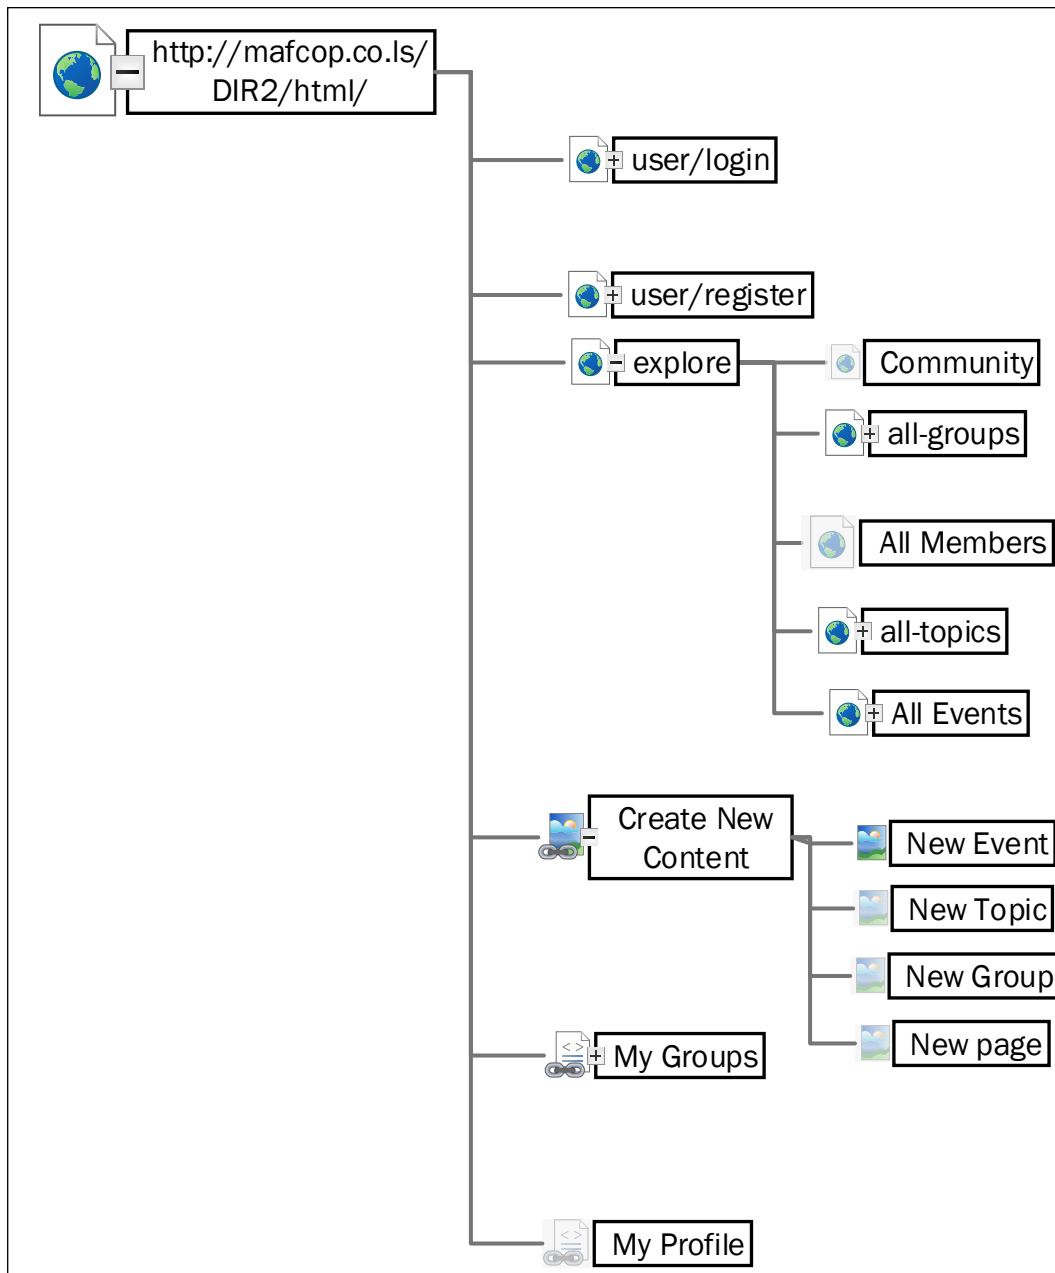 http://mafcop.co.ls/
DIR2/html/
user/login
user/register
explore
Community
all-groups
All Members
all-topics
All Events
Create New
Content
New Event
New Topic
New Group
New page
My Groups
My Profile